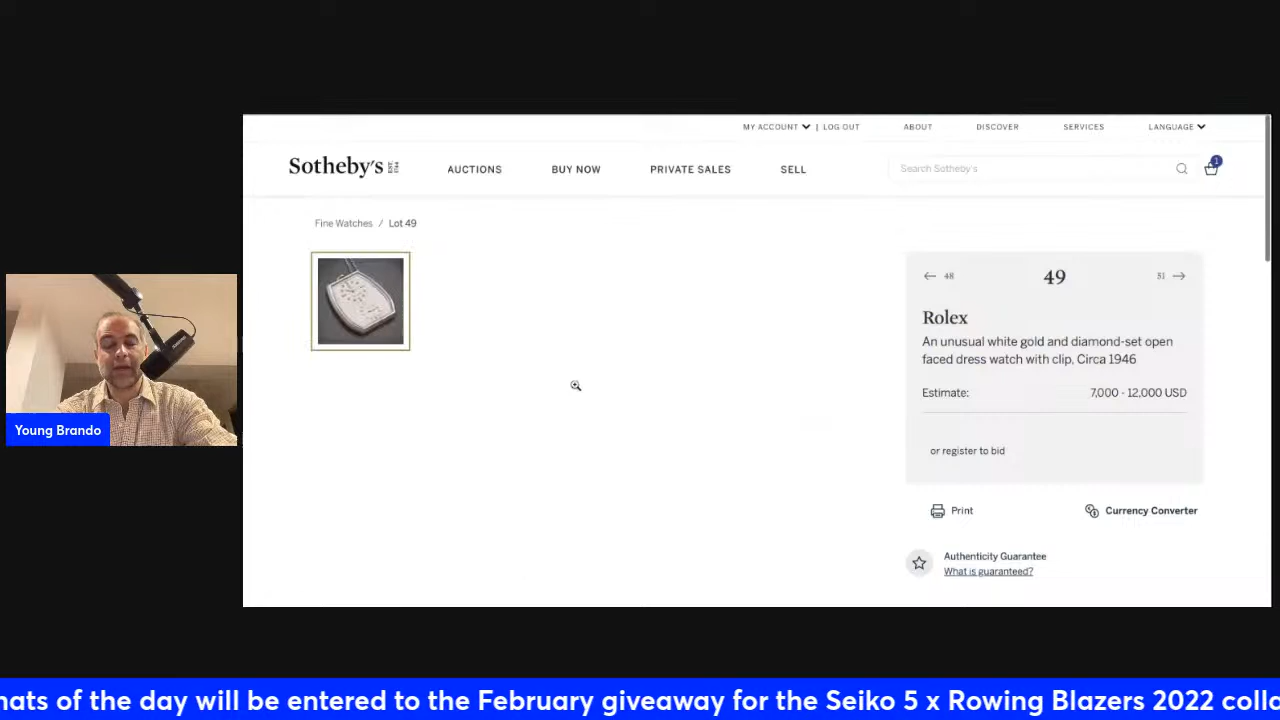 MY ACCOUNT | LOG OUT ABOUT DISCOVER SERVICES LANGUAGE
Sotheby's AUCTIONS BUY NOW PRIVATE SALES SELL Search Sotheby's 1
Fine Watches / Lot 49
← 48 49 51 →
Rolex
An unusual white gold and diamond-set open
faced dress watch with clip, Circa 1946
Estimate: 7,000 - 12,000 USD
or register to bid
Print Currency Converter
Authenticity Guarantee
What is guaranteed?
Young Brando
hats of the day will be entered to the February giveaway for the Seiko 5 x Rowing Blazers 2022 colla